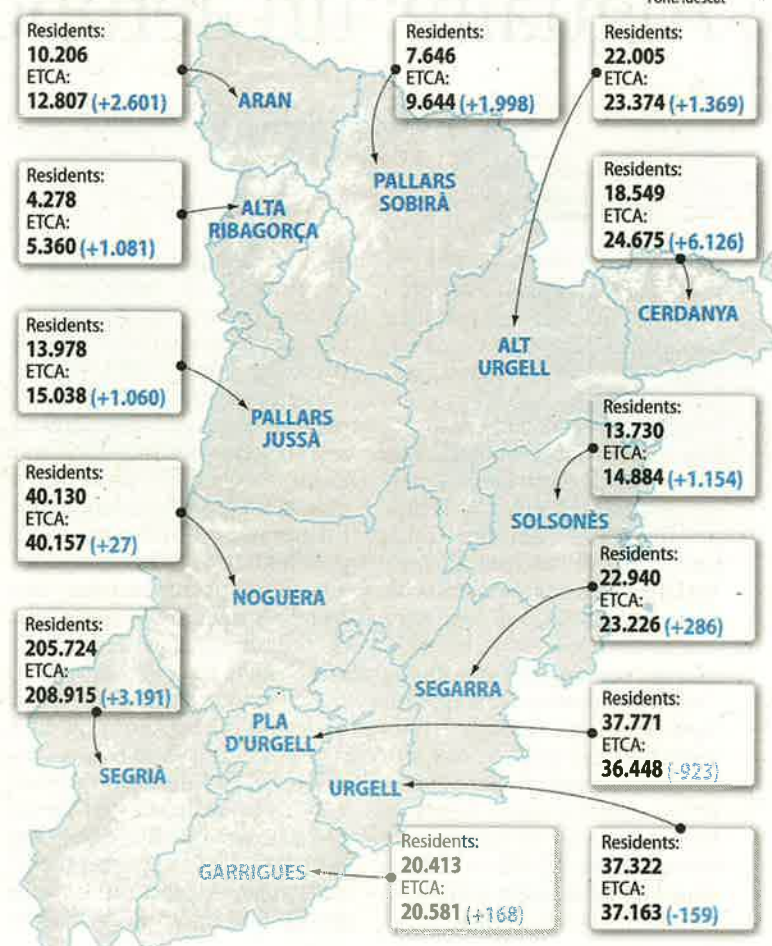 Font: Idescat
Residents:
10.206
ETCA:
12.807 (+2.601)
ARAN
Residents:
7.646
ETCA:
9.644 (+1.998)
PALLARS
SOBIRÀ
Residents:
22.005
ETCA:
23.374 (+1.369)
ALT
URGELL
Residents:
4.278
ETCA:
5.360 (+1.081)
ALTA
RIBAGORÇA
Residents:
18.549
ETCA:
24.675 (+6.126)
CERDANYA
Residents:
13.978
ETCA:
15.038 (+1.060)
PALLARS
JUSSÀ
Residents:
13.730
ETCA:
14.884 (+1.154)
SOLSONÈS
Residents:
40.130
ETCA:
40.157 (+27)
NOGUERA
Residents:
22.940
ETCA:
23.226 (+286)
SEGARRA
Residents:
205.724
ETCA:
208.915 (+3.191)
SEGRIÀ
Residents:
37.771
ETCA:
36.448 (-923)
PLA
D'URGELL
URGELL
Residents:
37.322
ETCA:
37.163 (-159)
GARRIGUES
Residents:
20.413
ETCA:
20.581 (+168)